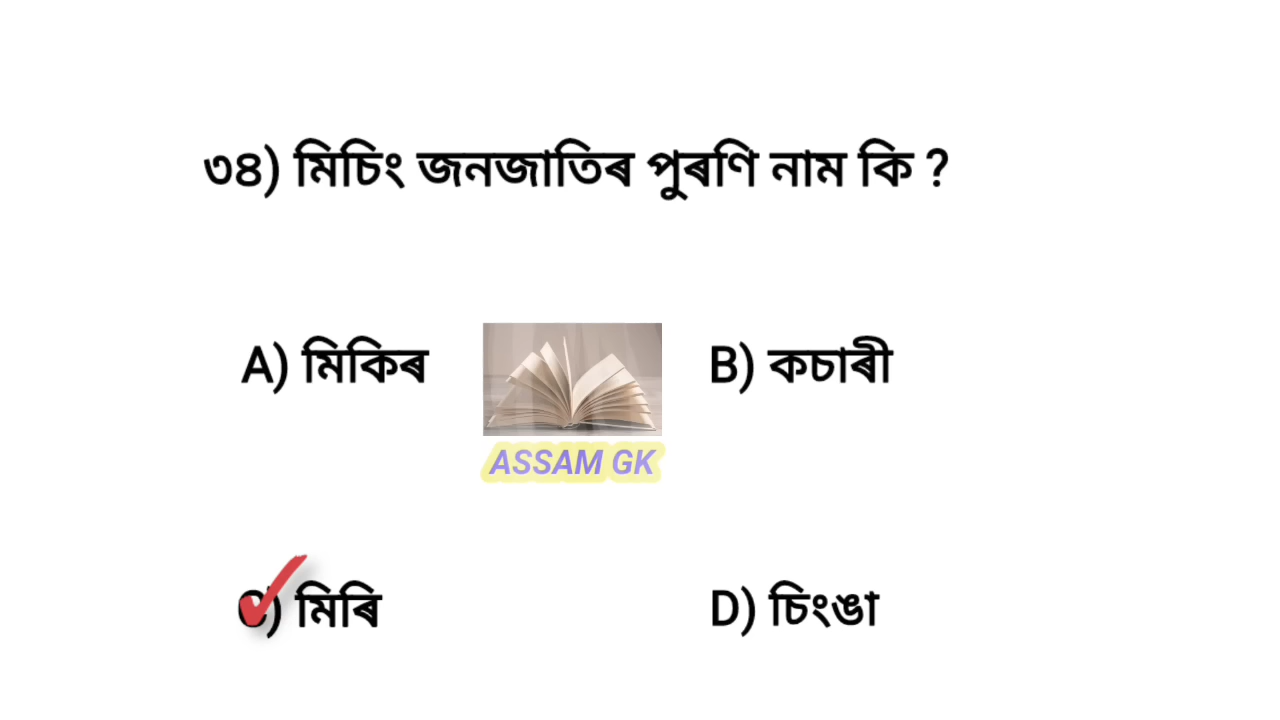 ৩৪) মিচিং জনজাতিৰ পুৰণি নাম কি ?
A) মিকিৰ
B) কচাৰী
ASSAM GK
C) মিৰি
D) চিংঙা